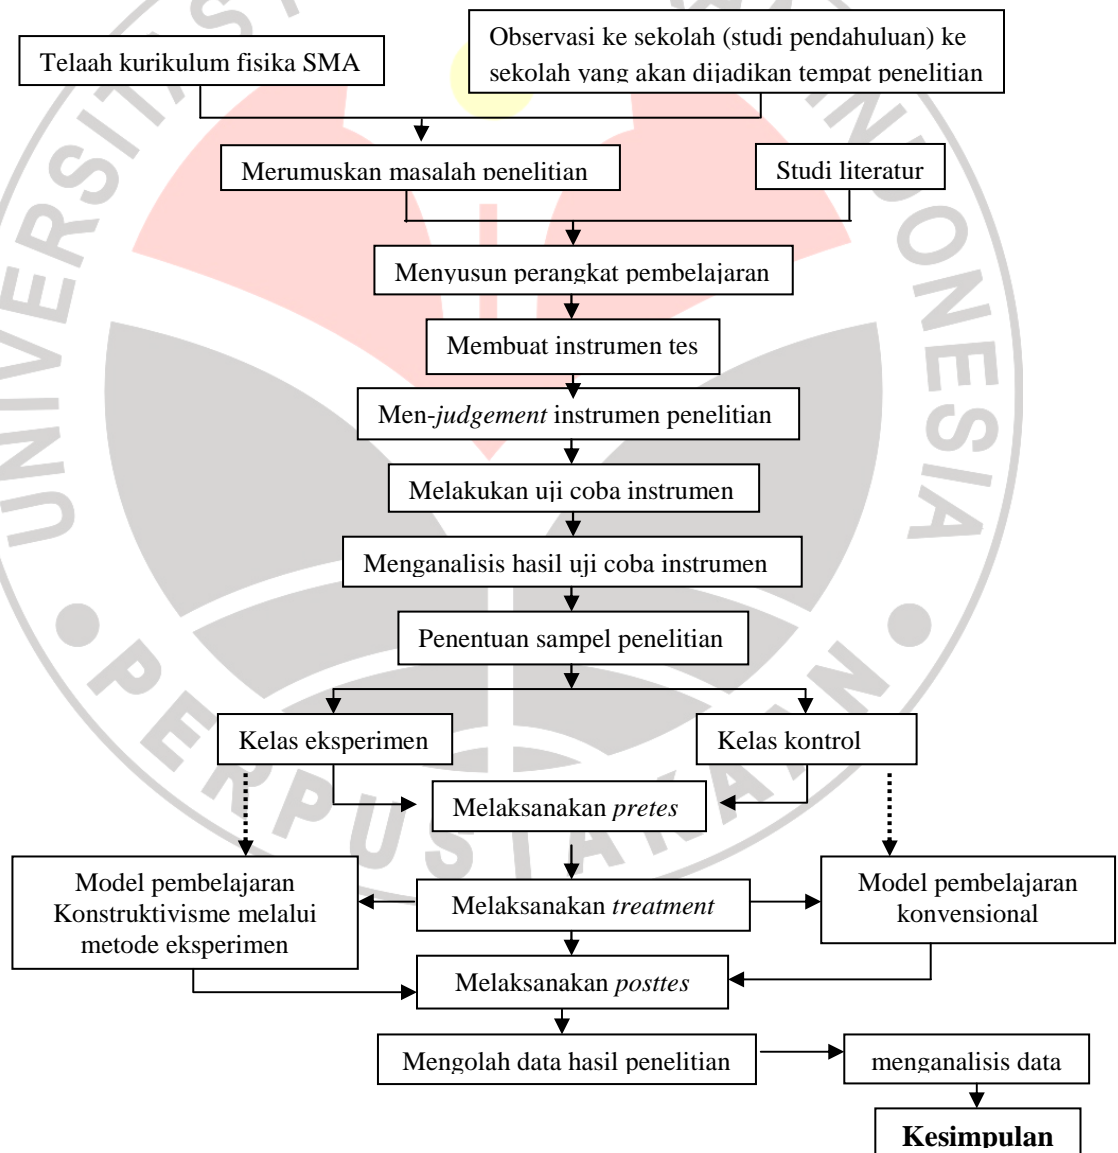 Telaah kurikulum fisika SMA
Observasi ke sekolah (studi pendahuluan) ke
sekolah yang akan dijadikan tempat penelitian
Merumuskan masalah penelitian
Studi literatur
Menyusun perangkat pembelajaran
Membuat instrumen tes
Men-judgement instrumen penelitian
Melakukan uji coba instrumen
Menganalisis hasil uji coba instrumen
Penentuan sampel penelitian
Kelas eksperimen
Kelas kontrol
Melaksanakan pretes
Model pembelajaran
Konstruktivisme melalui
metode eksperimen
Melaksanakan treatment
Model pembelajaran
konvensional
Melaksanakan posttes
Mengolah data hasil penelitian
menganalisis data
Kesimpulan
PERPUSTAKAAN